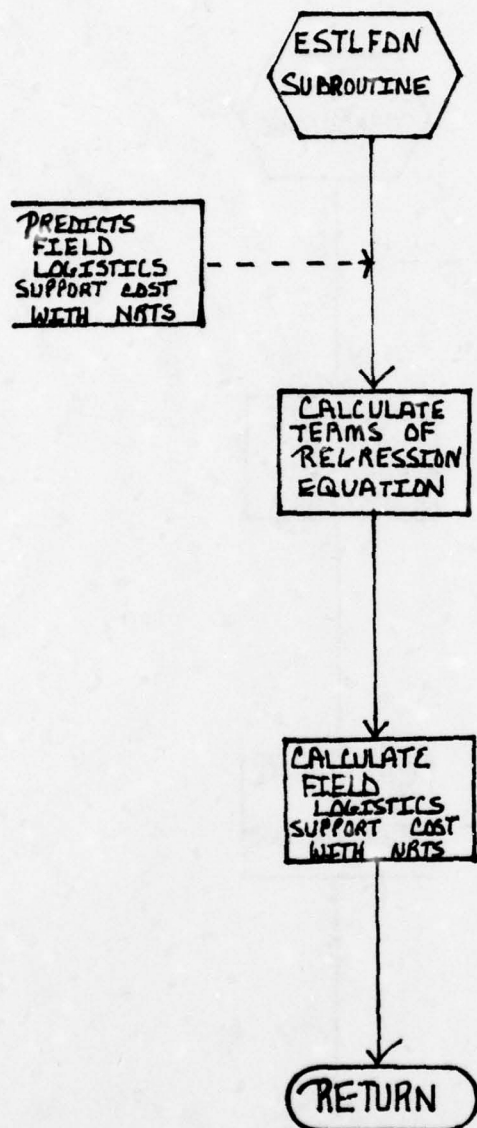 ESTLFDN
SUBROUTINE
PREDICTS
FIELD
LOGISTICS
SUPPORT COST
WITH NRTS
CALCULATE
TERMS OF
REGRESSION
EQUATION
CALCULATE
FIELD
LOGISTICS
SUPPORT COST
WITH NRTS
RETURN